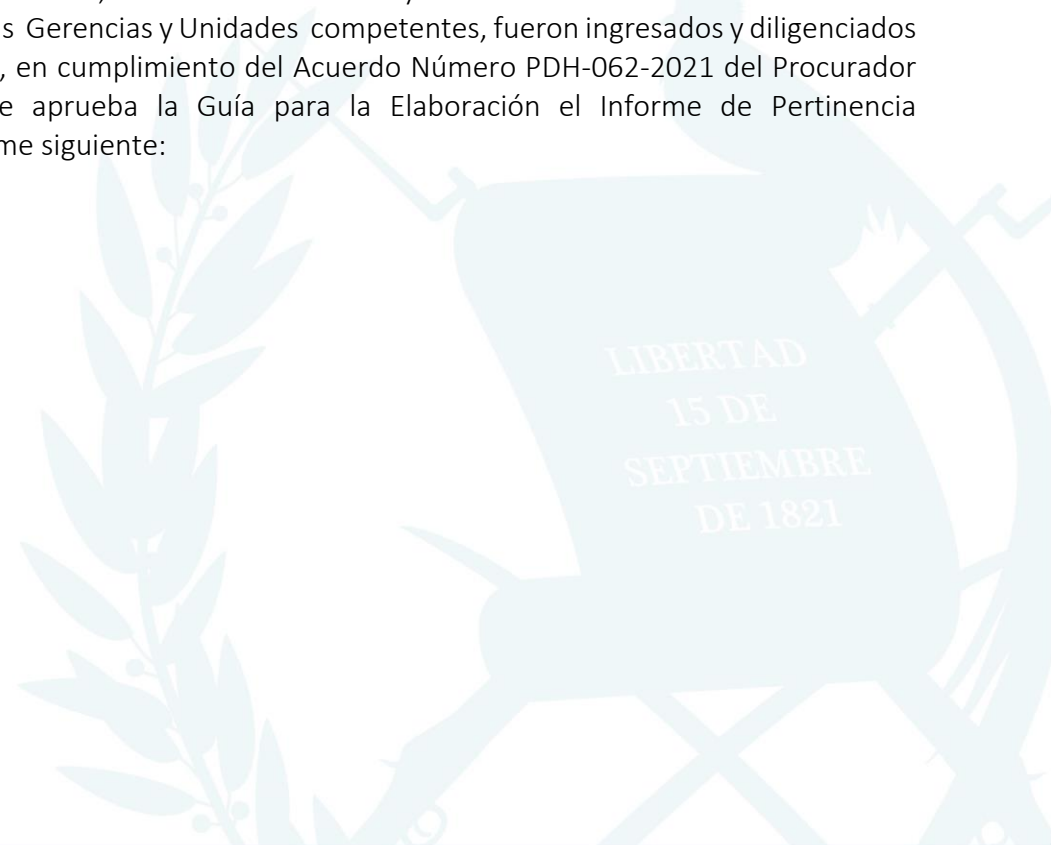 s Gerencias y Unidades competentes, fueron ingresados y diligenciados
, en cumplimiento del Acuerdo Número PDH-062-2021 del Procurador
e aprueba la Guía para la Elaboración el Informe de Pertinencia
me siguiente:
LIBERTAD
15 DE
SEPTIEMBRE
DE 1821